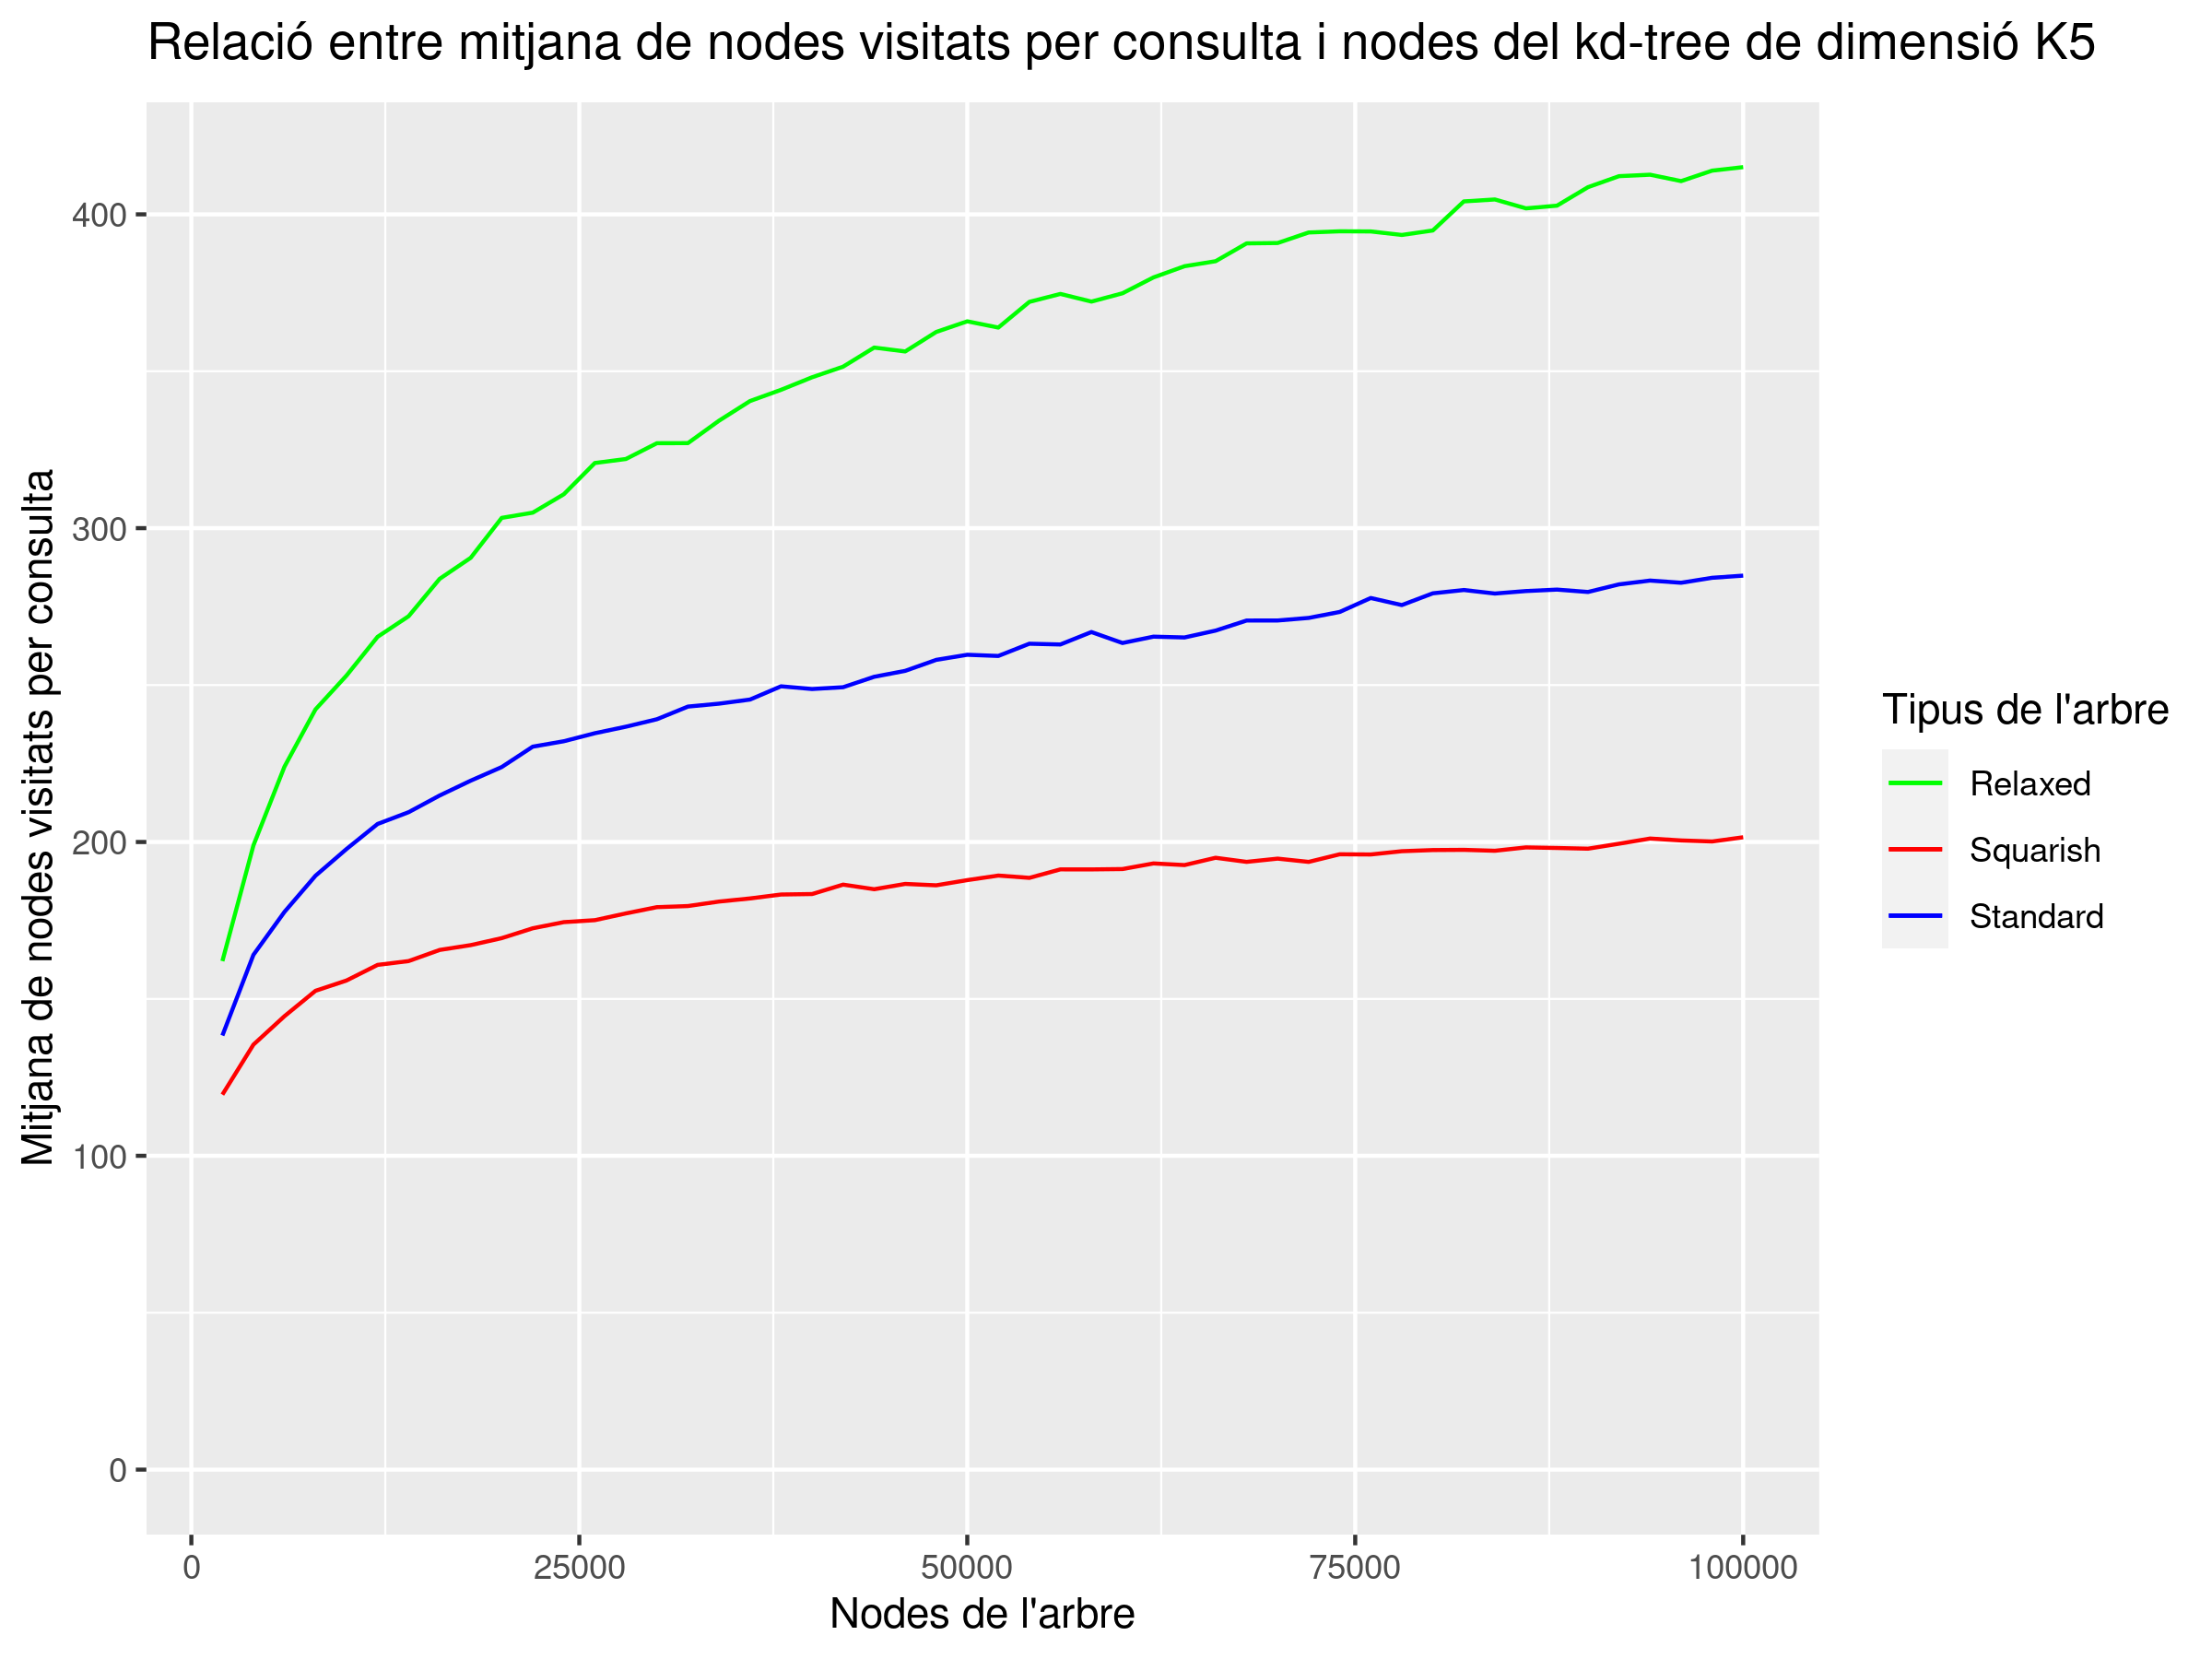 Relació entre mitjana de nodes visitats per consulta i nodes del kd-tree de dimensió K5
Mitjana de nodes visitats per consulta
400
300
200
100
0
0
25000
50000
75000
100000
Nodes de l'arbre
Tipus de l'arbre
Relaxed
Squarish
Standard